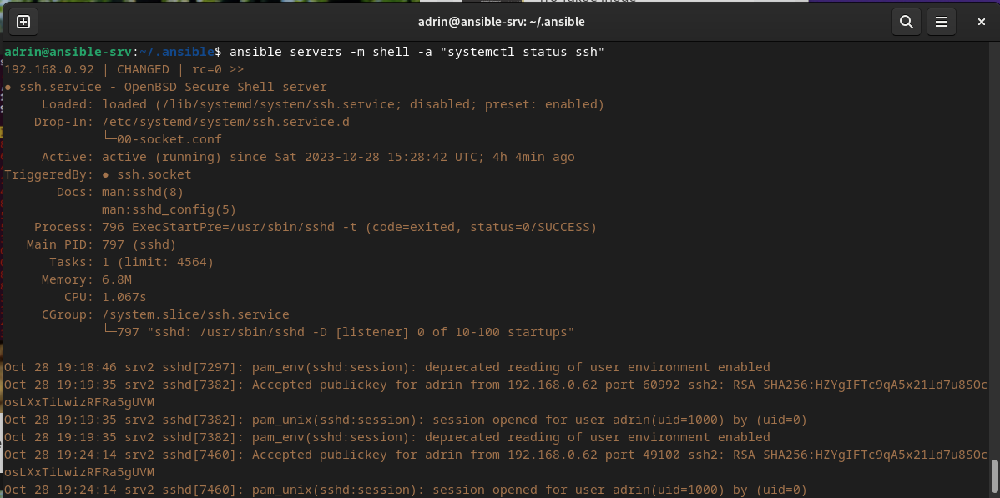 adrin@ansible-srv: ~/.ansible
adrin@ansible-srv:~/.ansible$ ansible servers -m shell -a "systemctl status ssh"
192.168.0.92 | CHANGED | rc=0 >>
● ssh.service - OpenBSD Secure Shell server
Loaded: loaded (/lib/systemd/system/ssh.service; disabled; preset: enabled)
Drop-In: /etc/systemd/system/ssh.service.d
└─00-socket.conf
Active: active (running) since Sat 2023-10-28 15:28:42 UTC; 4h 4min ago
TriggeredBy: ● ssh.socket
Docs: man:sshd(8)
man:sshd_config(5)
Process: 796 ExecStartPre=/usr/sbin/sshd -t (code=exited, status=0/SUCCESS)
Main PID: 797 (sshd)
Tasks: 1 (limit: 4564)
Memory: 6.8M
CPU: 1.067s
CGroup: /system.slice/ssh.service
└─797 "sshd: /usr/sbin/sshd -D [listener] 0 of 10-100 startups"
Oct 28 19:18:46 srv2 sshd[7297]: pam_env(sshd:session): deprecated reading of user environment enabled
Oct 28 19:19:35 srv2 sshd[7382]: Accepted publickey for adrin from 192.168.0.62 port 60992 ssh2: RSA SHA256:HZYgIFTc9qA5x21ld7u8SOc
osLXxTiLwizRFRa5gUVM
Oct 28 19:19:35 srv2 sshd[7382]: pam_unix(sshd:session): session opened for user adrin(uid=1000) by (uid=0)
Oct 28 19:19:35 srv2 sshd[7382]: pam_env(sshd:session): deprecated reading of user environment enabled
Oct 28 19:24:14 srv2 sshd[7460]: Accepted publickey for adrin from 192.168.0.62 port 49100 ssh2: RSA SHA256:HZYgIFTc9qA5x21ld7u8SOc
osLXxTiLwizRFRa5gUVM
Oct 28 19:24:14 srv2 sshd[7460]: pam_unix(sshd:session): session opened for user adrin(uid=1000) by (uid=0)